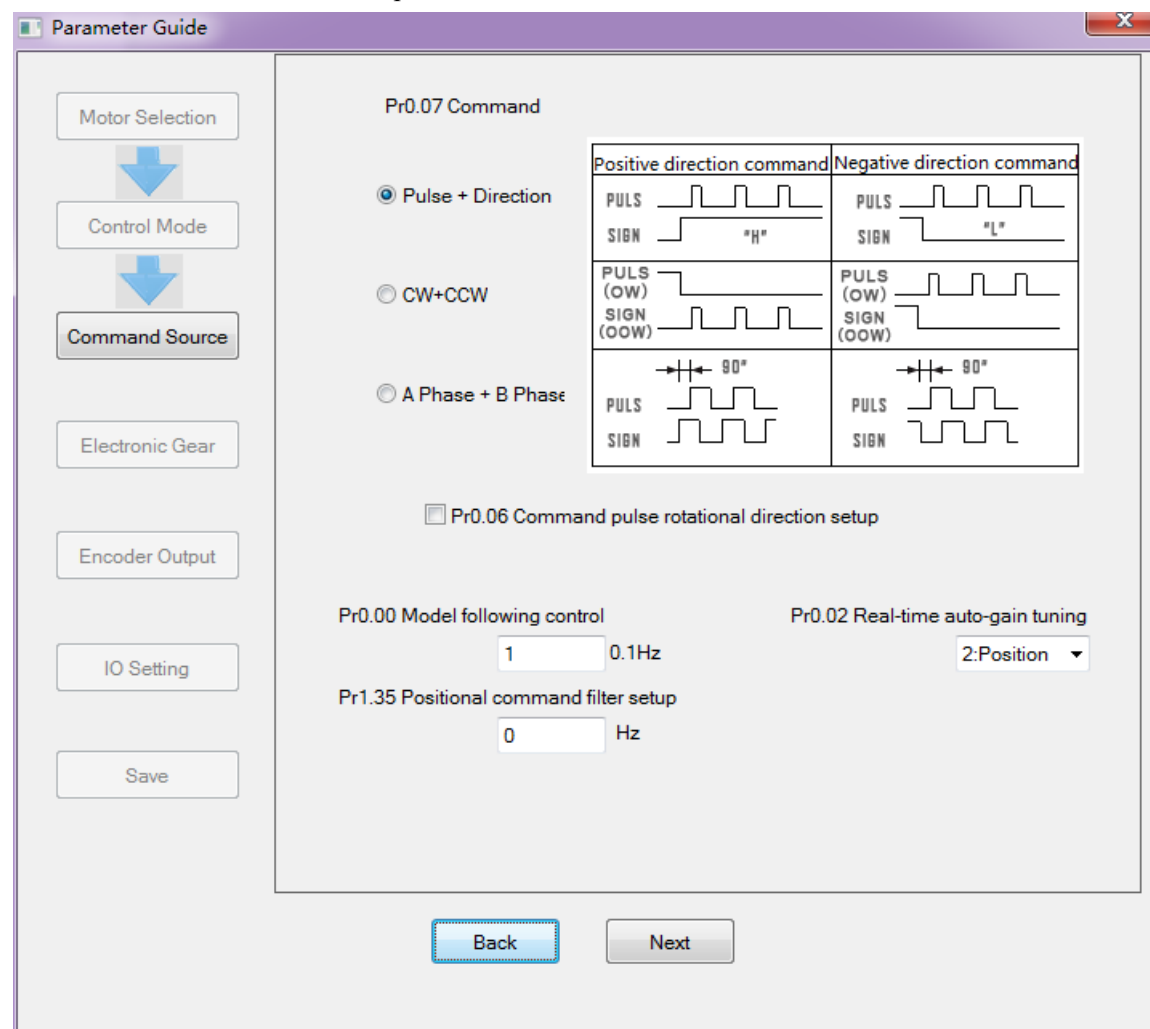 Parameter Guide
X
Motor Selection
Control Mode
Command Source
Electronic Gear
Encoder Output
IO Setting
Save
Pr0.07 Command
Pulse + Direction
CW+CCW
A Phase + B Phase
Positive direction command Negative direction command
PULS PULS
SIGN "H" SIGN "L"
PULS PULS
(OW) (OW)
SIGN SIGN
(OOW) (OOW)
90° 90°
PULS PULS
SIGN SIGN
Pr0.06 Command pulse rotational direction setup
Pr0.00 Model following control Pr0.02 Real-time auto-gain tuning
1 0.1Hz 2:Position
Pr1.35 Positional command filter setup
0 Hz
Back Next